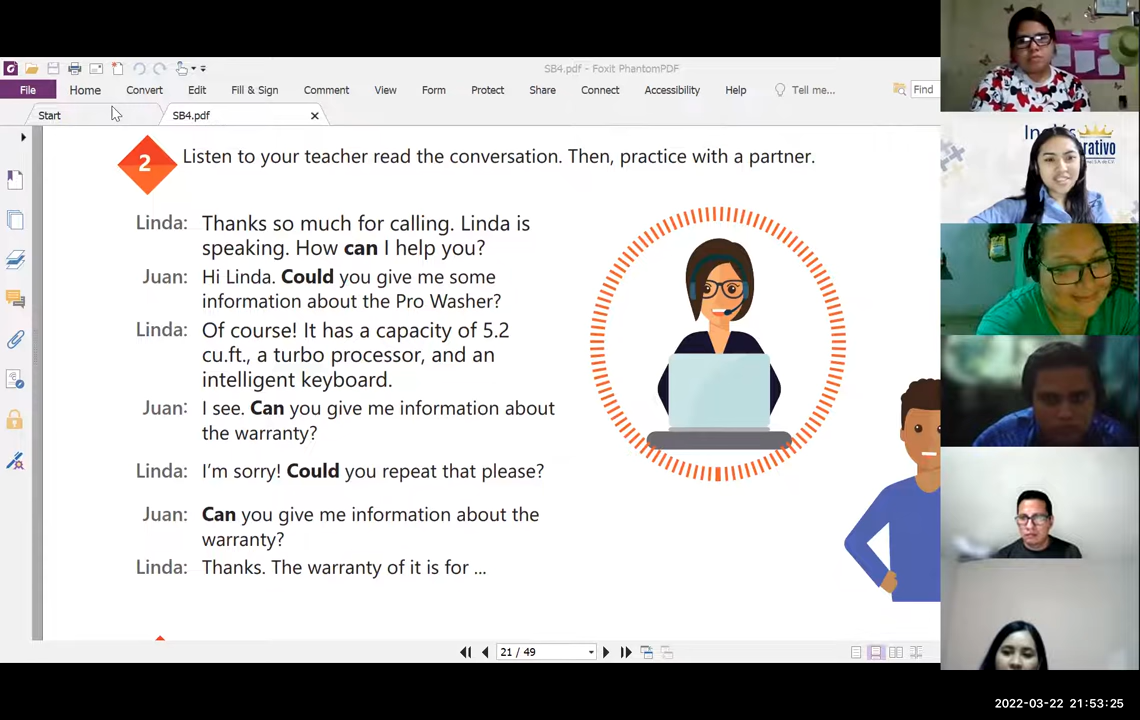 SB4.pdf - Foxit PhantomPDF
File Home Convert Edit Fill & Sign Comment View Form Protect Share Connect Accessibility Help Tell me... Find
Start SB4.pdf
2 Listen to your teacher read the conversation. Then, practice with a partner.
Linda: Thanks so much for calling. Linda is
speaking. How can I help you?
Juan: Hi Linda. Could you give me some
information about the Pro Washer?
Linda: Of course! It has a capacity of 5.2
cu.ft., a turbo processor, and an
intelligent keyboard.
Juan: I see. Can you give me information about
the warranty?
Linda: I'm sorry! Could you repeat that please?
Juan: Can you give me information about the
warranty?
Linda: Thanks. The warranty of it is for ...
21 / 49
2022-03-22 21:53:25